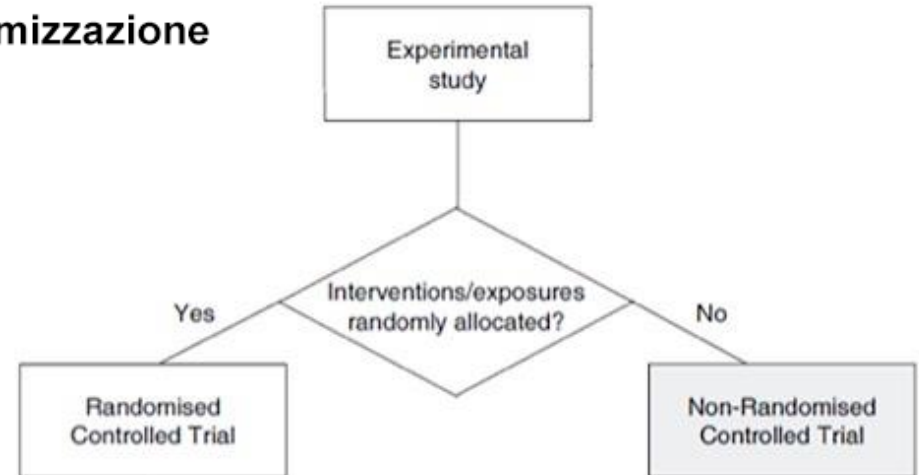 mizzazione
Experimental
study
Interventions/exposures
randomly allocated?
Yes
No
Randomised
Controlled Trial
Non-Randomised
Controlled Trial